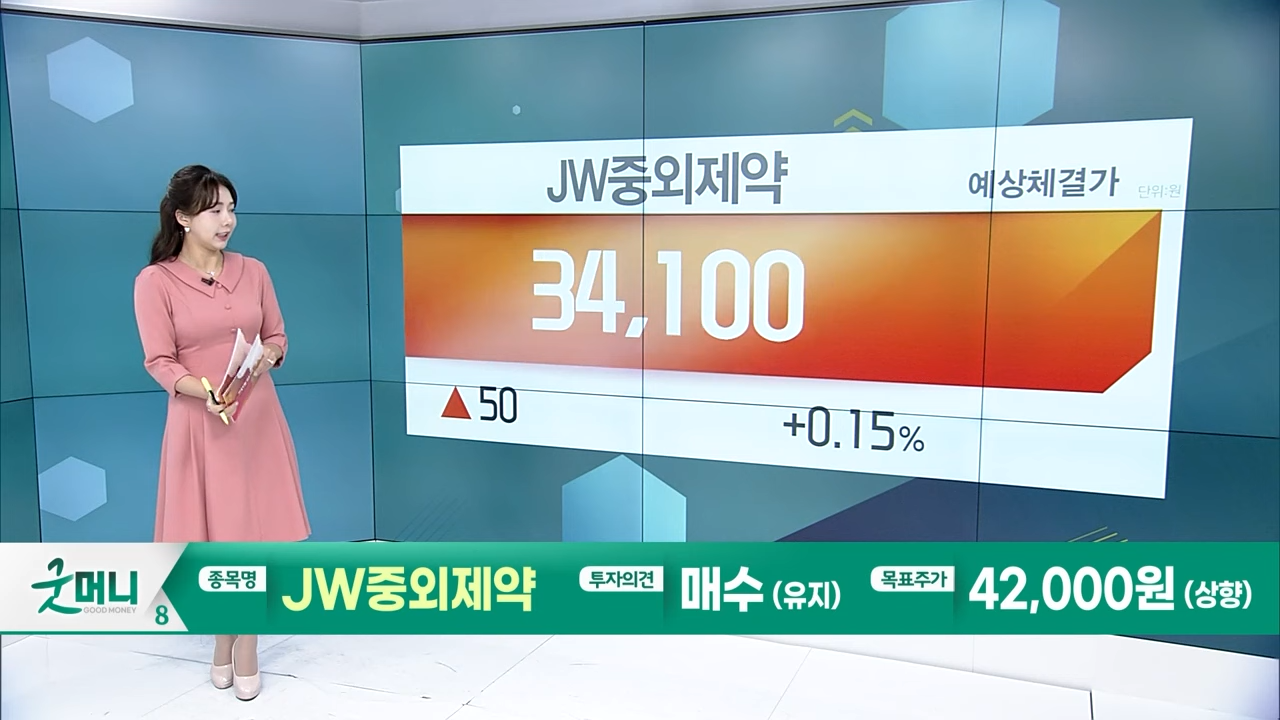 JW중외제약
예상체결가
단위:원
34,100
▲50
+0.15%
굿머니
GOOD MONEY
8
종목명
JW중외제약
투자의견
매수 (유지)
목표주가
42,000원 (상향)